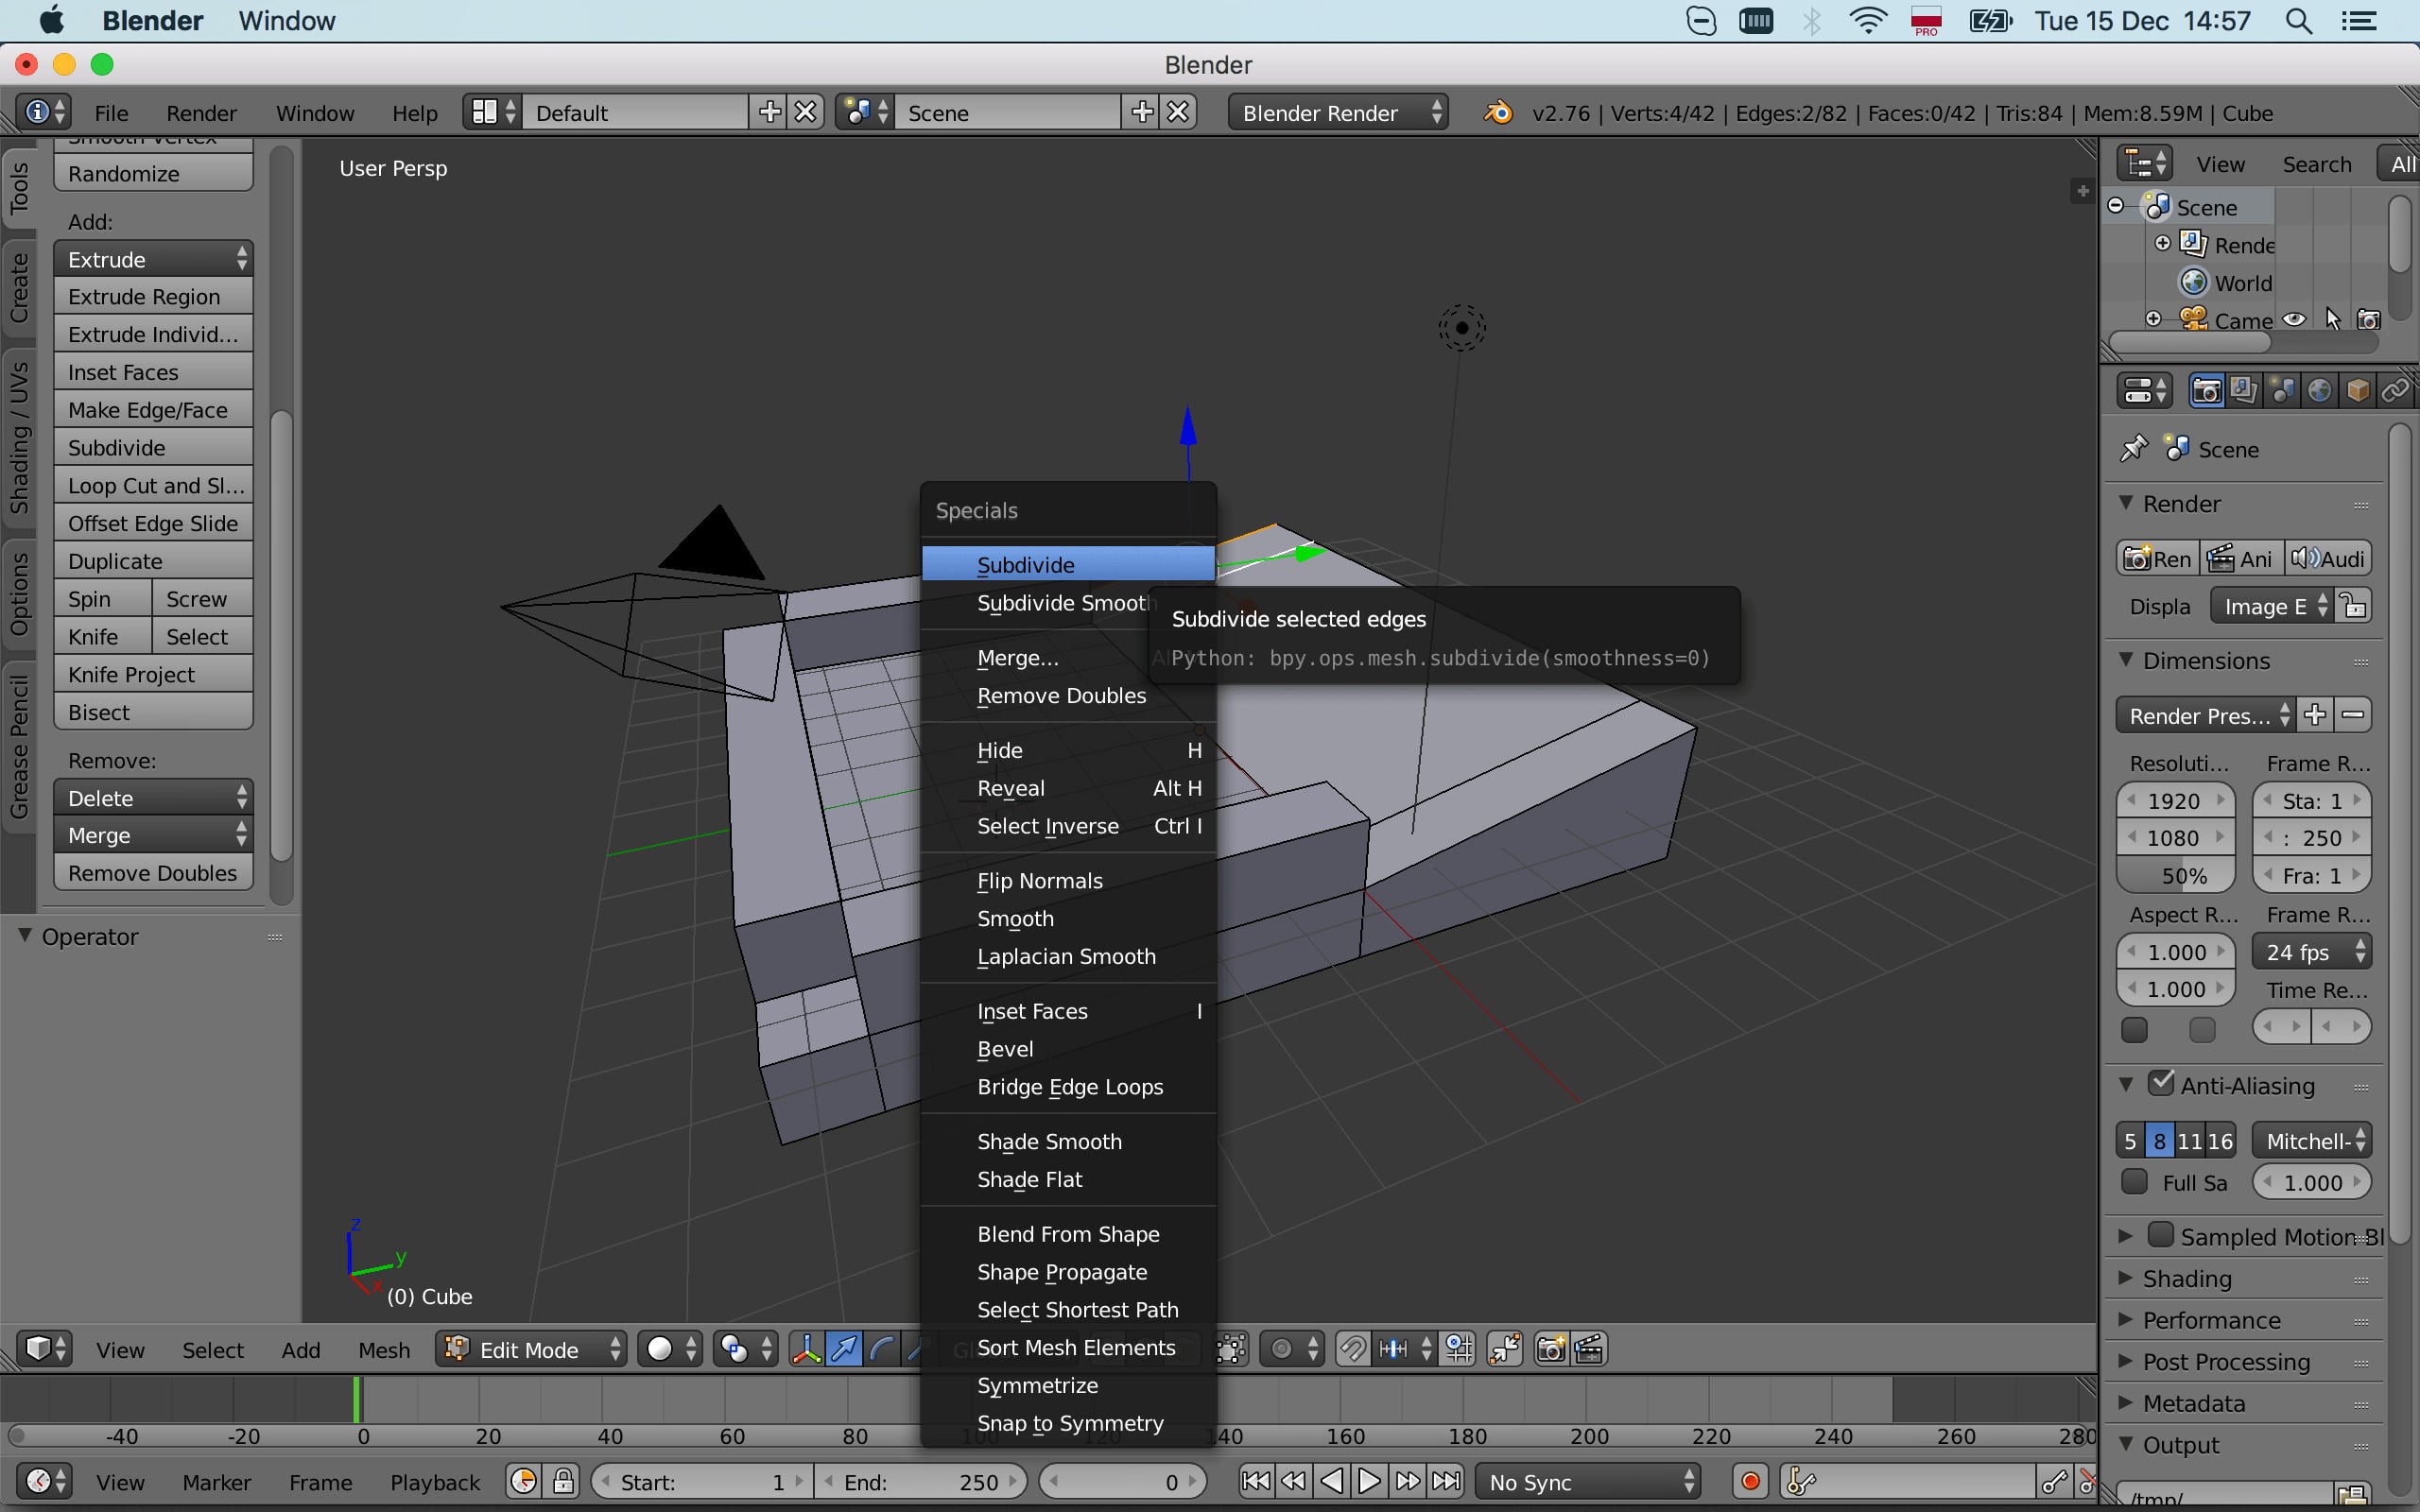 Blender Window PRO Tue 15 Dec 14:57
Blender
File Render Window Help Default Scene Blender Render v2.76 | Verts:4/42 | Edges:2/82 | Faces:0/42 | Tris:84 | Mem:8.59M | Cube
Tools
Create
Shading / UVs
Options
Grease Pencil
Smooth Vertex
Randomize
Add:
Extrude
Extrude Region
Extrude Individ...
Inset Faces
Make Edge/Face
Subdivide
Loop Cut and Sl...
Offset Edge Slide
Duplicate
Spin Screw
Knife Select
Knife Project
Bisect
Remove:
Delete
Merge
Remove Doubles
Operator
User Persp
Specials
Subdivide
Subdivide Smooth
Merge...
Remove Doubles
Hide H
Reveal Alt H
Select Inverse Ctrl I
Flip Normals
Smooth
Laplacian Smooth
Inset Faces I
Bevel
Bridge Edge Loops
Shade Smooth
Shade Flat
Blend From Shape
Shape Propagate
Select Shortest Path
Sort Mesh Elements
Symmetrize
Snap to Symmetry
Subdivide selected edges
Python: bpy.ops.mesh.subdivide(smoothness=0)
z
y
x
(0) Cube
View Select Add Mesh Edit Mode
-40 -20 0 20 40 60 80 100 120 140 160 180 200 220 240 260 280
View Marker Frame Playback Start: 1 End: 250 0 No Sync
View Search All
Scene
Rende
World
Came
Scene
Render
Ren Ani Audi
Displa Image E
Dimensions
Render Pres...
Resoluti... Frame R...
1920 Sta: 1
1080 : 250
50% Fra: 1
Aspect R... Frame R...
1.000 24 fps
1.000 Time Re...
Anti-Aliasing
5 8 11 16 Mitchell-
Full Sa 1.000
Sampled Motion Bl
Shading
Performance
Post Processing
Metadata
Output
/tmp/